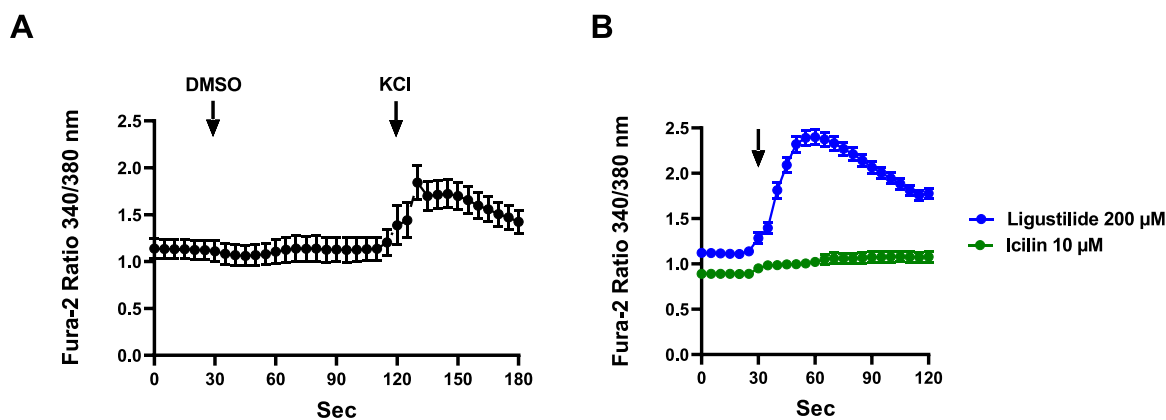 A
DMSO
KCl
Fura-2 Ratio 340/380 nm
2.5
2.0
1.5
1.0
0.5
0.0
0 30 60 90 120 150 180
Sec
B
Fura-2 Ratio 340/380 nm
2.5
2.0
1.5
1.0
0.5
0.0
0 30 60 90 120
Sec
Ligustilide 200 µM
Icilin 10 µM